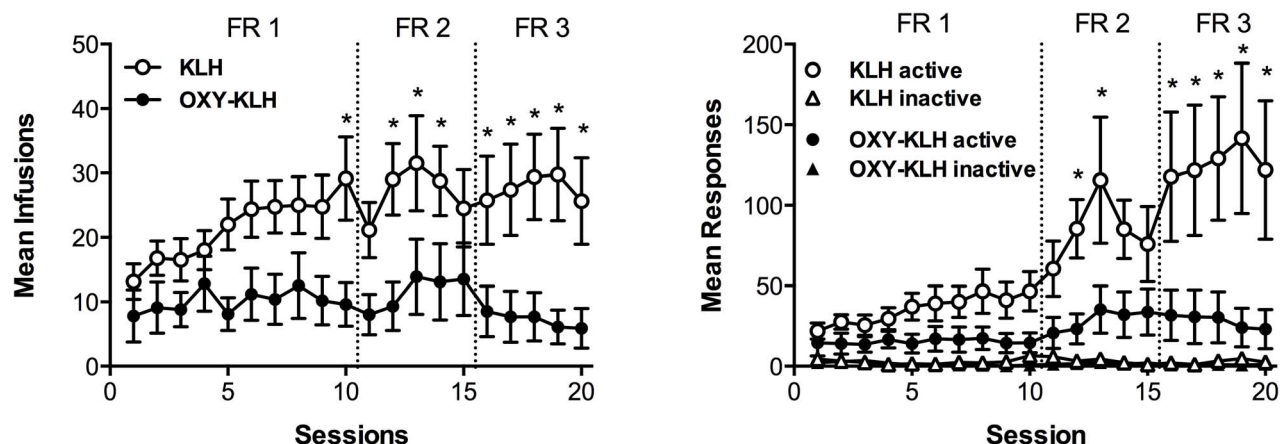 FR 1 FR 2 FR 3
50
40
30
20
10
0
KLH
OXY-KLH
* * * * * * * * *
Mean Infusions
0 5 10 15 20
Sessions
FR 1 FR 2 FR 3
200
150
100
50
0
KLH active
KLH inactive
OXY-KLH active
OXY-KLH inactive
* * * * * * *
Mean Responses
0 5 10 15 20
Session